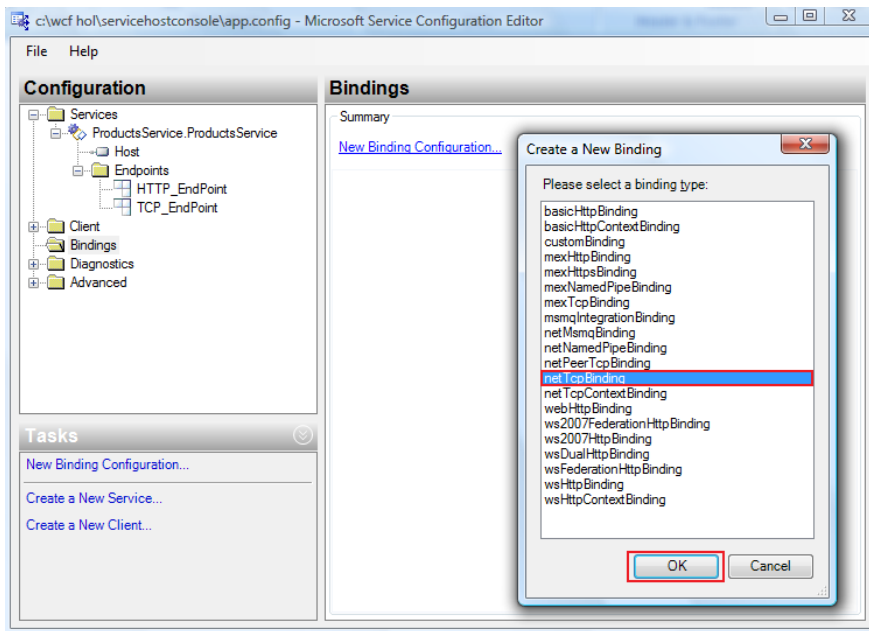 c:\wcf hol\servicehostconsole\app.config - Microsoft Service Configuration Editor
File Help
Configuration
Services
ProductsService.ProductsService
Host
Endpoints
HTTP_EndPoint
TCP_EndPoint
Client
Bindings
Diagnostics
Advanced
Tasks
New Binding Configuration...
Create a New Service...
Create a New Client...
Bindings
Summary
New Binding Configuration...
Create a New Binding
Please select a binding type:
basicHttpBinding
basicHttpContextBinding
customBinding
mexHttpBinding
mexHttpsBinding
mexNamedPipeBinding
mexTcpBinding
msmqIntegrationBinding
netMsmqBinding
netNamedPipeBinding
netPeerTcpBinding
netTcpBinding
netTcpContextBinding
webHttpBinding
ws2007FederationHttpBinding
ws2007HttpBinding
wsDualHttpBinding
wsFederationHttpBinding
wsHttpBinding
wsHttpContextBinding
OK Cancel